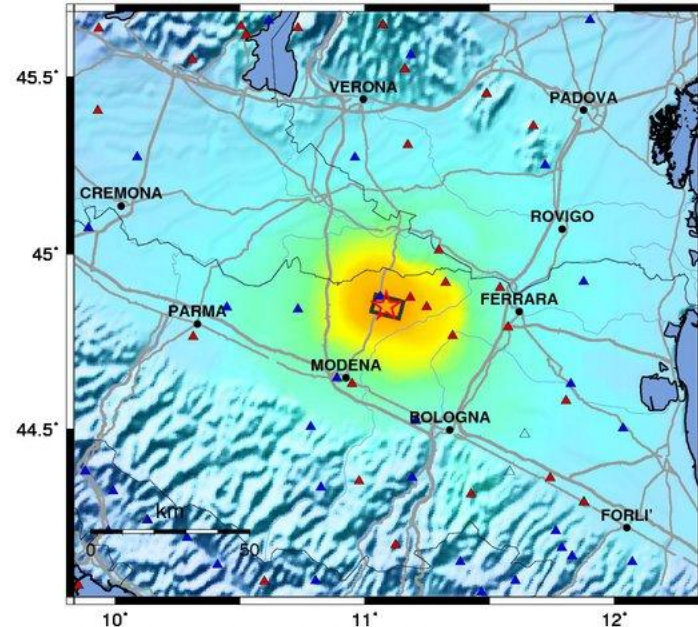 45.5°
VERONA
PADOVA
CREMONA
ROVIGO
45°
FERRARA
PARMA
MODENA
44.5°
BOLOGNA
km
FORLI'
0
50
10°
11°
12°